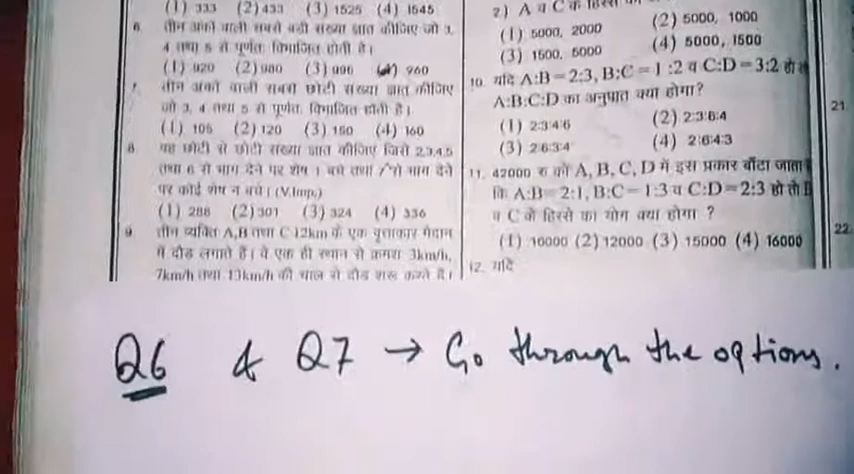 (1) 333 (2) 433 (3) 1525 (4) 1545
6. तीन अंकों वाली सबसे बड़ी संख्या ज्ञात कीजिए जो 3,
4 तथा 5 से पूर्णतः विभाजित होती है।
(1) 920 (2) 980 (3) 996 (4) 960
तीन अंकों वाली सबसे छोटी संख्या ज्ञात कीजिए
जो 3, 4 तथा 5 से पूर्णतः विभाजित होती है।
(1) 105 (2) 120 (3) 150 (4) 160
8. वह छोटी से छोटी संख्या ज्ञात कीजिए जिसे 2,3,4,5
तथा 6 से भाग देने पर शेष 1 बचे तथा 7 से भाग देने
पर कोई शेष न बचे। (V.Imp.)
(1) 288 (2) 301 (3) 324 (4) 336
9. तीन व्यक्ति A,B तथा C 12km के एक वृत्ताकार मैदान
में दौड़ लगाते हैं। वे एक ही स्थान से क्रमशः 3km/h,
7km/h तथा 13km/h की चाल से दौड़ शुरू करते हैं।
2) A व C के हिस्से
(1) 5000, 2000 (2) 5000, 1000
(3) 1500, 5000 (4) 5000, 1500
10. यदि A:B=2:3, B:C=1:2 व C:D=3:2 हो तो
A:B:C:D का अनुपात क्या होगा?
(1) 2:3:4:6 (2) 2:3:6:4
(3) 2:6:3:4 (4) 2:6:4:3
11. 42000 रु को A, B, C, D में इस प्रकार बाँटा जाता
कि A:B=2:1, B:C=1:3 व C:D=2:3 हो तो B
व C के हिस्से का योग क्या होगा ?
(1) 10000 (2) 12000 (3) 15000 (4) 16000
12. यदि
21.
22.
Q6 & Q7 → Go through the options.